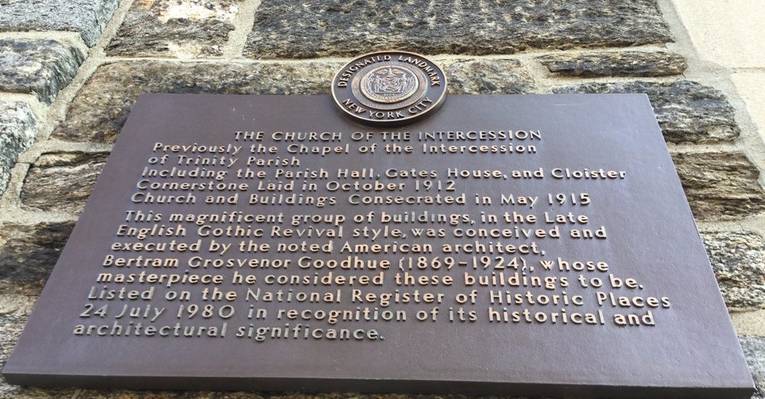 DESIGNATED LANDMARK
NEW YORK CITY
THE CHURCH OF THE INTERCESSION
Previously the Chapel of the Intercession
of Trinity Parish
Including the Parish Hall, Gates House, and Cloister
Cornerstone Laid in October 1912
Church and Buildings Consecrated in May 1915
This magnificent group of buildings, in the Late
English Gothic Revival style, was conceived and
executed by the noted American architect,
Bertram Grosvenor Goodhue (1869-1924), whose
masterpiece he considered these buildings to be.
Listed on the National Register of Historic Places
24 July 1980 in recognition of its historical and
architectural significance.